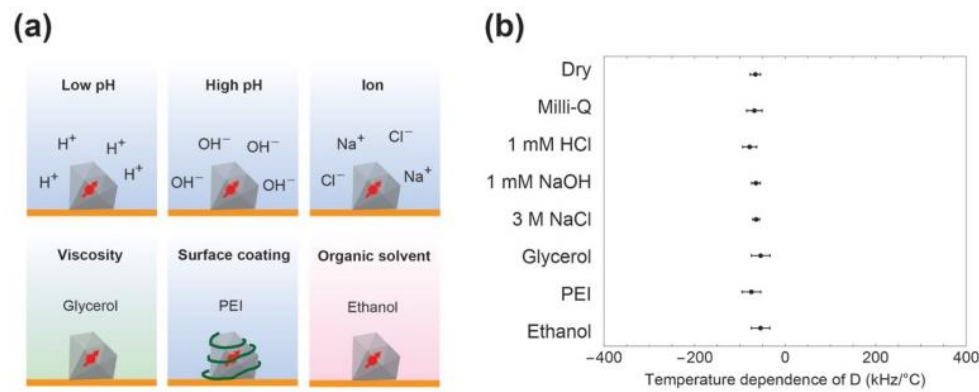 (a)
Low pH
H⁺
H⁺
H⁺
H⁺
High pH
OH⁻
OH⁻
OH⁻
OH⁻
Ion
Na⁺
Cl⁻
Cl⁻
Na⁺
Viscosity
Glycerol
Surface coating
PEI
Organic solvent
Ethanol
(b)
Dry
Milli-Q
1 mM HCl
1 mM NaOH
3 M NaCl
Glycerol
PEI
Ethanol
−400 −200 0 200 400
Temperature dependence of D (kHz/°C)